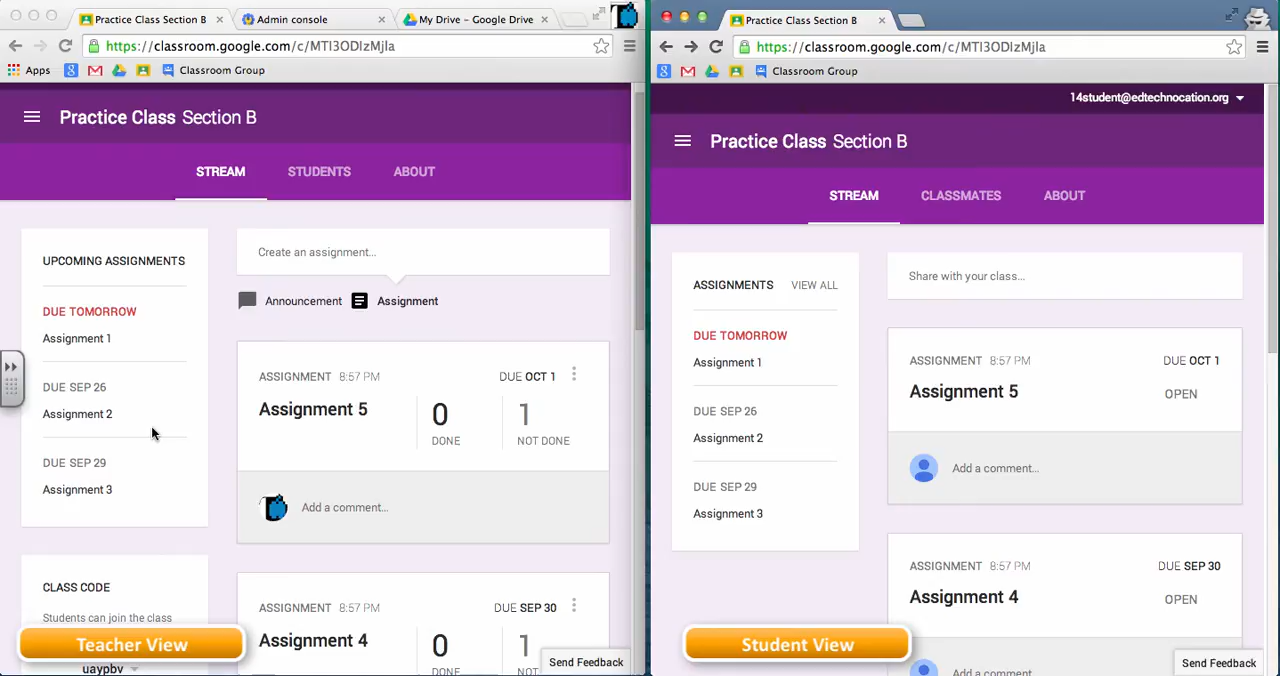 Practice Class Section B
Admin console
My Drive - Google Drive
https://classroom.google.com/c/MTI3ODIzMjla
Apps
Classroom Group
Practice Class Section B
STREAM
STUDENTS
ABOUT
UPCOMING ASSIGNMENTS
DUE TOMORROW
Assignment 1
DUE SEP 26
Assignment 2
DUE SEP 29
Assignment 3
CLASS CODE
Students can join the class
uaypbv
Teacher View
Create an assignment...
Announcement
Assignment
ASSIGNMENT 8:57 PM
DUE OCT 1
Assignment 5
0
DONE
1
NOT DONE
Add a comment...
ASSIGNMENT 8:57 PM
DUE SEP 30
Assignment 4
0
DONE
1
Send Feedback
Practice Class Section B
https://classroom.google.com/c/MTI3ODIzMjla
Classroom Group
14student@edtechnocation.org
Practice Class Section B
STREAM
CLASSMATES
ABOUT
ASSIGNMENTS
VIEW ALL
DUE TOMORROW
Assignment 1
DUE SEP 26
Assignment 2
DUE SEP 29
Assignment 3
Student View
Share with your class...
ASSIGNMENT 8:57 PM
DUE OCT 1
Assignment 5
OPEN
Add a comment...
ASSIGNMENT 8:57 PM
DUE SEP 30
Assignment 4
OPEN
Add a comment...
Send Feedback